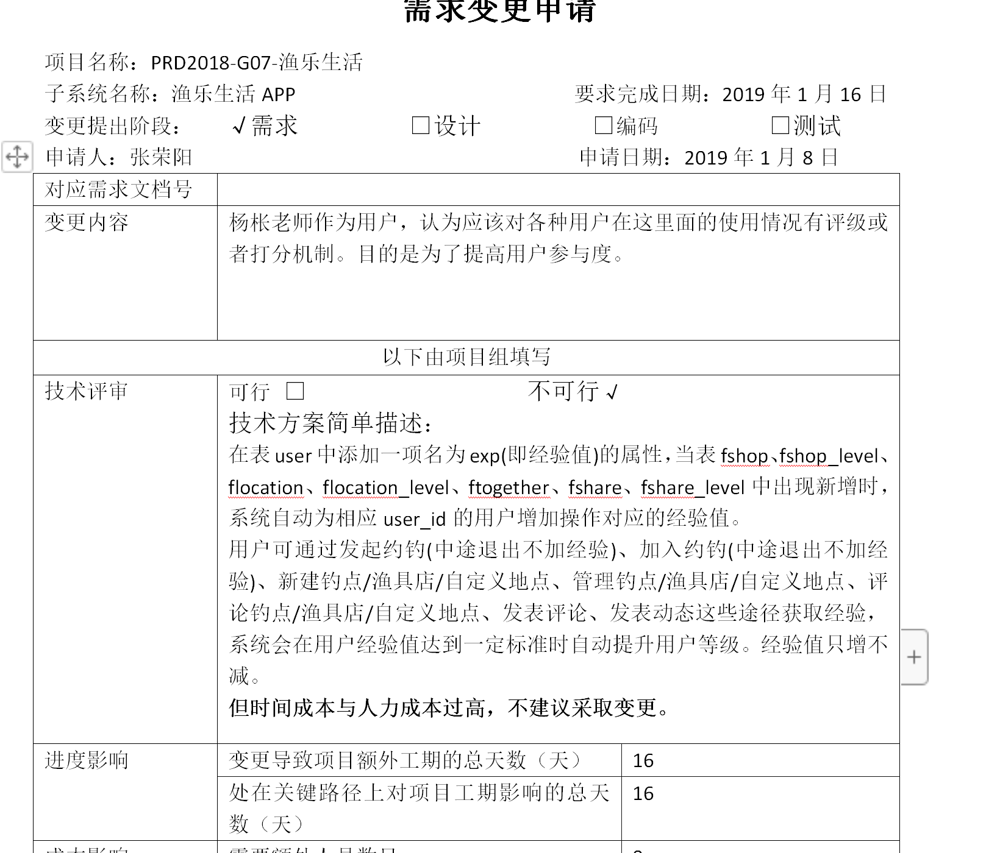 需求变更申请
项目名称：PRD2018-G07-渔乐生活
子系统名称：渔乐生活 APP 要求完成日期：2019 年 1 月 16 日
变更提出阶段： √需求 □设计 □编码 □测试
申请人：张荣阳 申请日期：2019 年 1 月 8 日
对应需求文档号
变更内容
杨枨老师作为用户，认为应该对各种用户在这里面的使用情况有评级或
者打分机制。目的是为了提高用户参与度。
以下由项目组填写
技术评审
可行 □ 不可行√
技术方案简单描述：
在表 user 中添加一项名为 exp(即经验值)的属性，当表 fshop、fshop_level、
flocation、flocation_level、ftogether、fshare、fshare_level 中出现新增时，
系统自动为相应 user_id 的用户增加操作对应的经验值。
用户可通过发起约钓(中途退出不加经验)、加入约钓(中途退出不加经
验)、新建钓点/渔具店/自定义地点、管理钓点/渔具店/自定义地点、评
论钓点/渔具店/自定义地点、发表评论、发表动态这些途径获取经验，
系统会在用户经验值达到一定标准时自动提升用户等级。经验值只增不
减。
但时间成本与人力成本过高，不建议采取变更。
进度影响
变更导致项目额外工期的总天数（天） 16
处在关键路径上对项目工期影响的总天 16
数（天）
成本影响